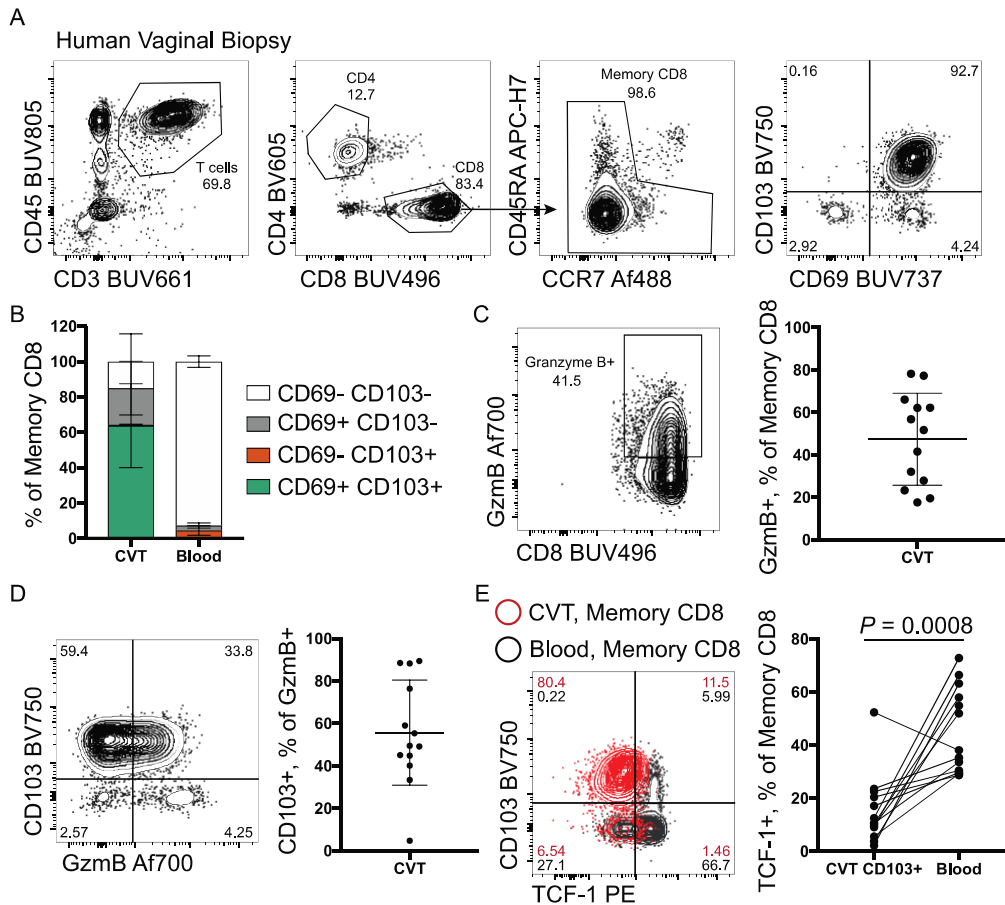 A
Human Vaginal Biopsy
CD45 BUV805
T cells
69.8
CD3 BUV661
CD4 BV605
CD4
12.7
CD8
83.4
CD8 BUV496
CD45RA APC-H7
Memory CD8
98.6
CCR7 Af488
CD103 BV750
0.16
92.7
2.92
4.24
CD69 BUV737
B
% of Memory CD8
120
100
80
60
40
20
0
CVT
Blood
CD69- CD103-
CD69+ CD103-
CD69- CD103+
CD69+ CD103+
C
GzmB Af700
Granzyme B+
41.5
CD8 BUV496
GzmB+, % of Memory CD8
100
80
60
40
20
0
CVT
D
CD103 BV750
59.4
33.8
2.57
4.25
GzmB Af700
CD103+, % of GzmB+
100
80
60
40
20
0
CVT
E
CVT, Memory CD8
Blood, Memory CD8
CD103 BV750
80.4
0.22
11.5
5.99
6.54
27.1
1.46
66.7
TCF-1 PE
TCF-1+, % of Memory CD8
P = 0.0008
80
60
40
20
0
CVT CD103+
Blood